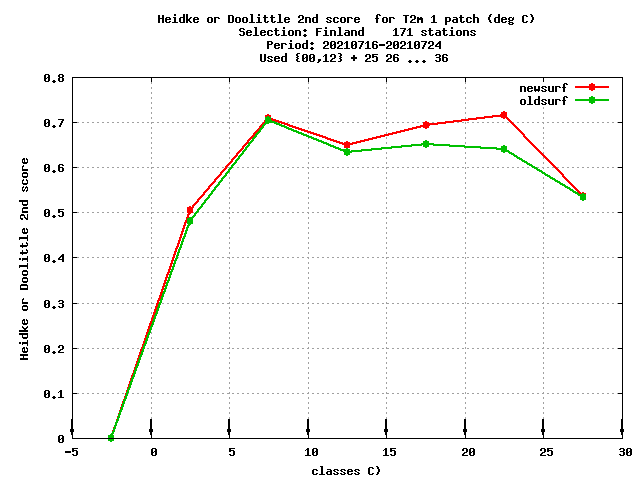 Heidke or Doolittle 2nd score  for T2m 1 patch (deg C)
Selection: Finland    171 stations
Period: 20210716-20210724
Used {00,12} + 25 26 ... 36
newsurf
oldsurf
Heidke or Doolittle 2nd score
0.8
0.7
0.6
0.5
0.4
0.3
0.2
0.1
0
-5 0 5 10 15 20 25 30
classes C)